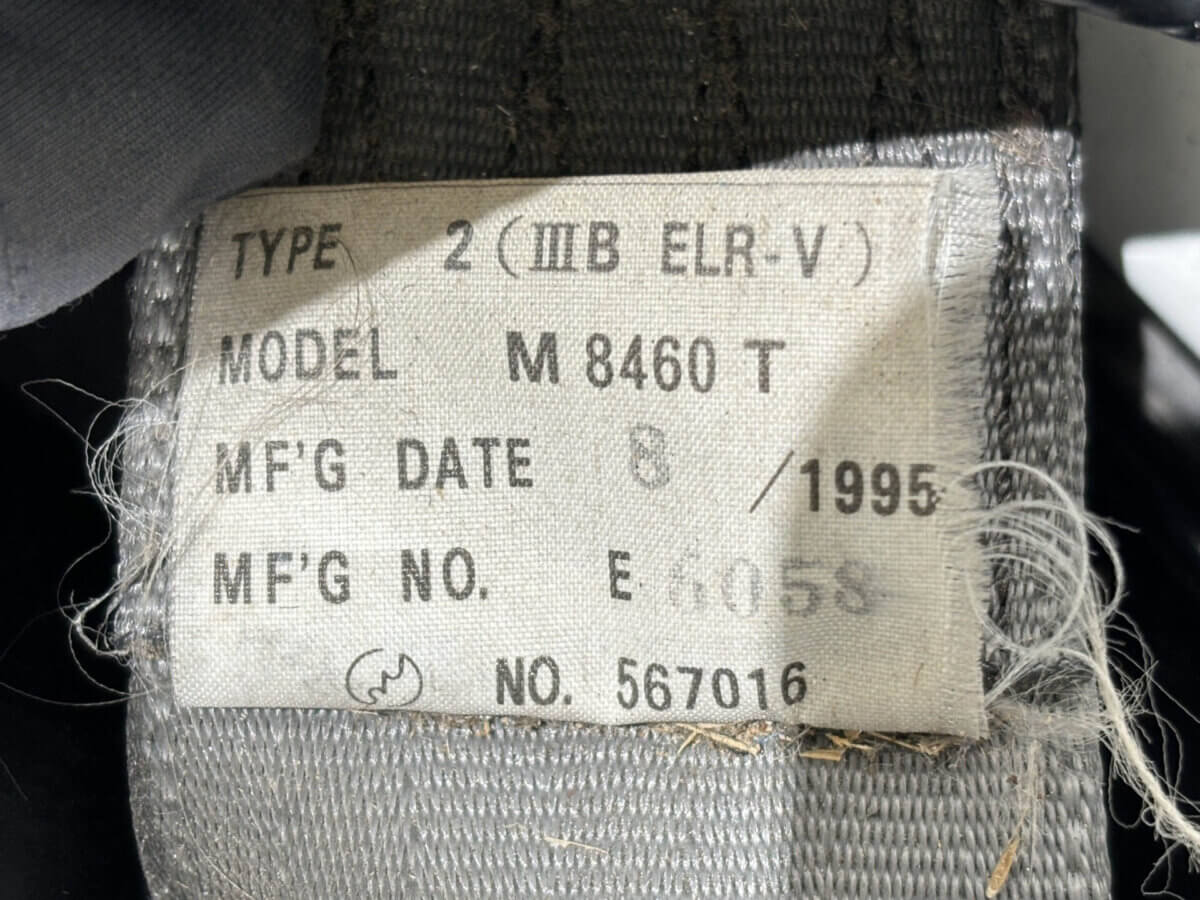 TYPE 2 (ⅢB ELR-V)
MODEL M 8460 T
MF'G DATE 8 /1995
MF'G NO. E 6058
NO. 567016